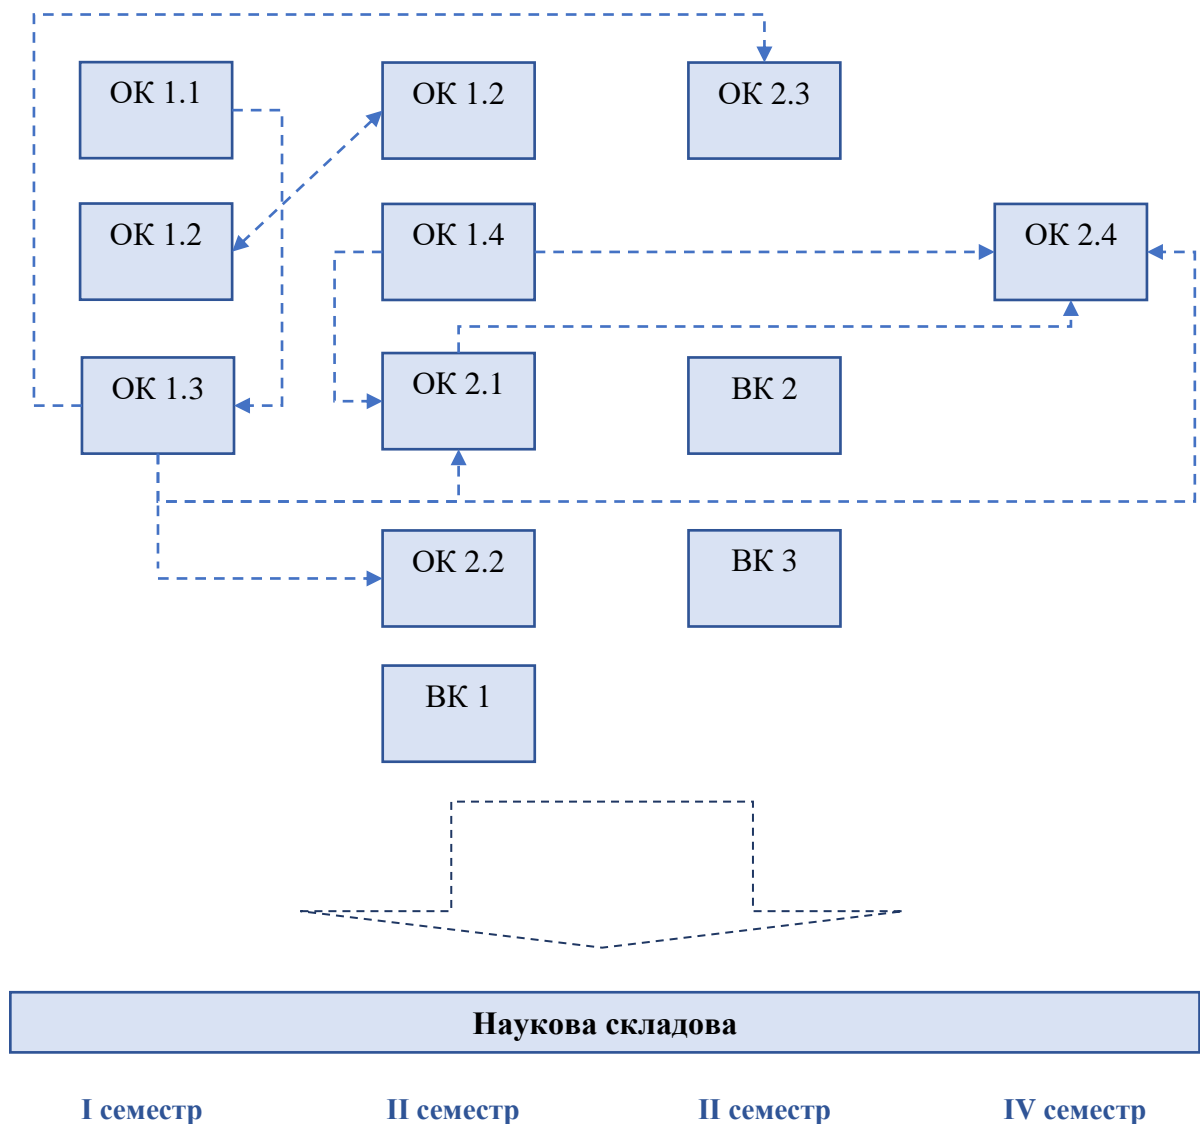 ОК 1.1
ОК 1.2
ОК 2.3
ОК 1.2
ОК 1.4
ОК 2.4
ОК 1.3
ОК 2.1
ВК 2
ОК 2.2
ВК 3
ВК 1
Наукова складова
І семестр
ІІ семестр
ІІ семестр
ІV семестр